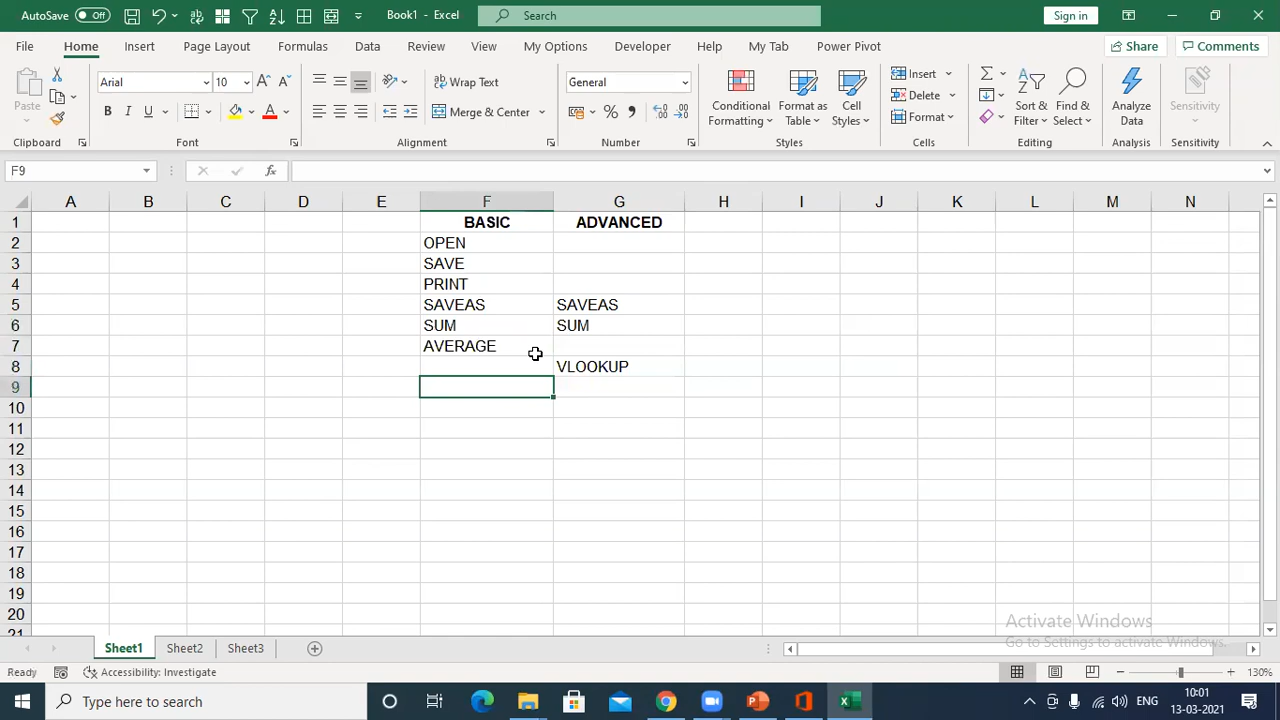 AutoSave Off Book1 - Excel Search Sign in
File Home Insert Page Layout Formulas Data Review View My Options Developer Help My Tab Power Pivot Share Comments
Paste Arial 10 Wrap Text General Conditional Formatting Format as Table Cell Styles Insert Sort & Filter Find & Select Analyze Data Sensitivity
B I U Merge & Center % Delete
Format
Clipboard Font Alignment Number Styles Cells Editing Analysis Sensitivity
F9 fx
A B C D E F G H I J K L M N
1 BASIC ADVANCED
2 OPEN
3 SAVE
4 PRINT
5 SAVEAS SAVEAS
6 SUM SUM
7 AVERAGE
8 VLOOKUP
9
10
11
12
13
14
15
16
17
18
19
20
21
Activate Windows
Go to Settings to activate Windows.
Sheet1 Sheet2 Sheet3
Ready Accessibility: Investigate 130%
Type here to search ENG 10:01
13-03-2021